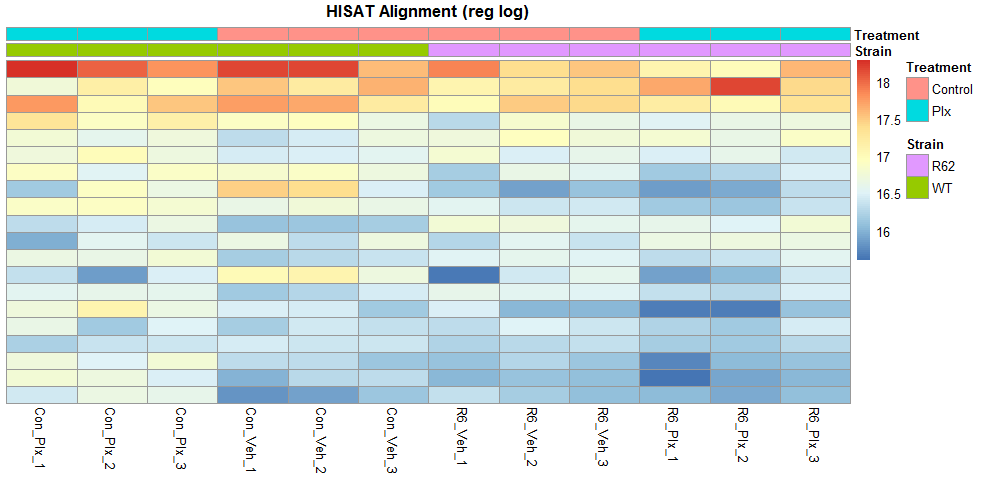 HISAT Alignment (reg log)
Treatment
Strain
18
17.5
17
16.5
16
Treatment
Control
Plx
Strain
R62
WT
Con_Plx_1
Con_Plx_2
Con_Plx_3
Con_Veh_1
Con_Veh_2
Con_Veh_3
R6_Veh_1
R6_Veh_2
R6_Veh_3
R6_Plx_1
R6_Plx_2
R6_Plx_3